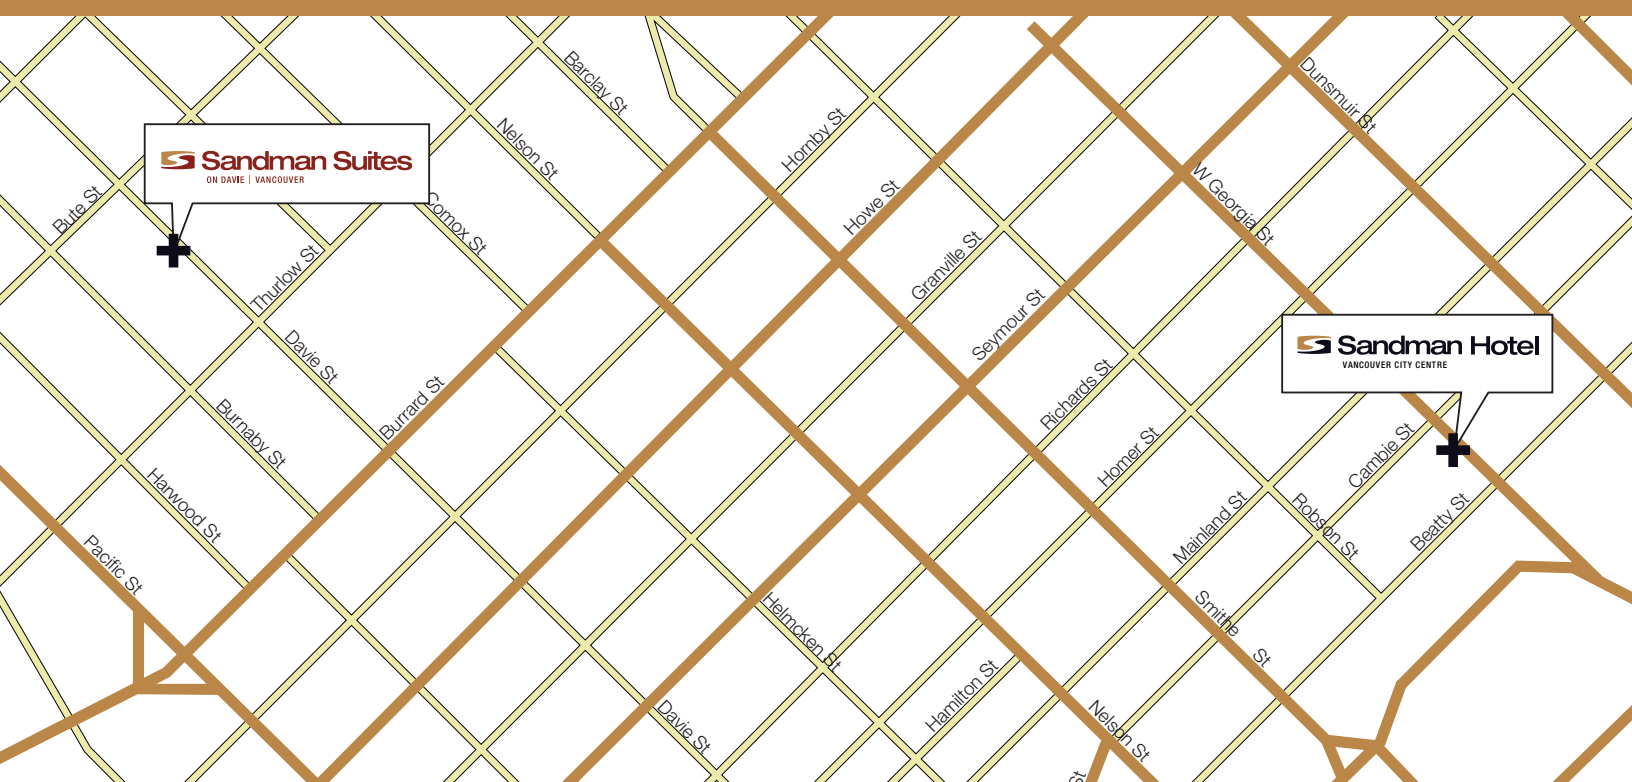 Barclay St
Dunsmuir St
Nelson St
Hornby St
Sandman Suites
ON DAVIE | VANCOUVER
Bute St
Comox St
Howe St
W Georgia St
Thurlow St
Granville St
Seymour St
Davie St
Sandman Hotel
VANCOUVER CITY CENTRE
Burrard St
Richards St
Burnaby St
Homer St
Cambie St
Harwood St
Mainland St
Robson St
Beatty St
Pacific St
Helmcken St
Smithe St
Hamilton St
Davie St
Nelson St
st